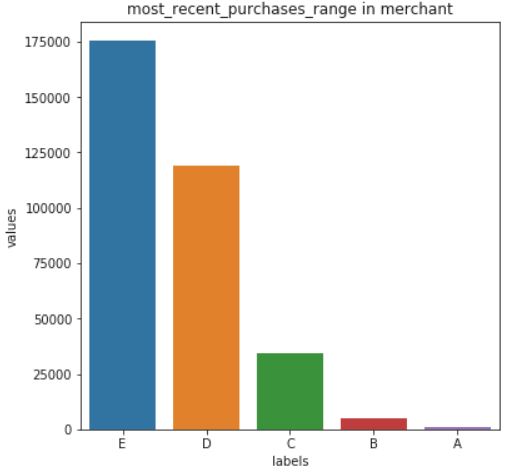 most_recent_purchases_range in merchant
values
175000
150000
125000
100000
75000
50000
25000
0
E D C B A
labels